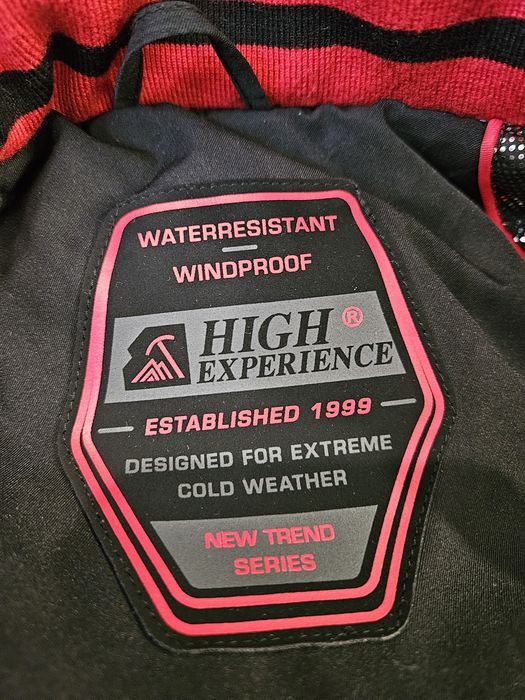 WATERRESISTANT
WINDPROOF
HIGH ®
EXPERIENCE
ESTABLISHED 1999
DESIGNED FOR EXTREME
COLD WEATHER
NEW TREND
SERIES